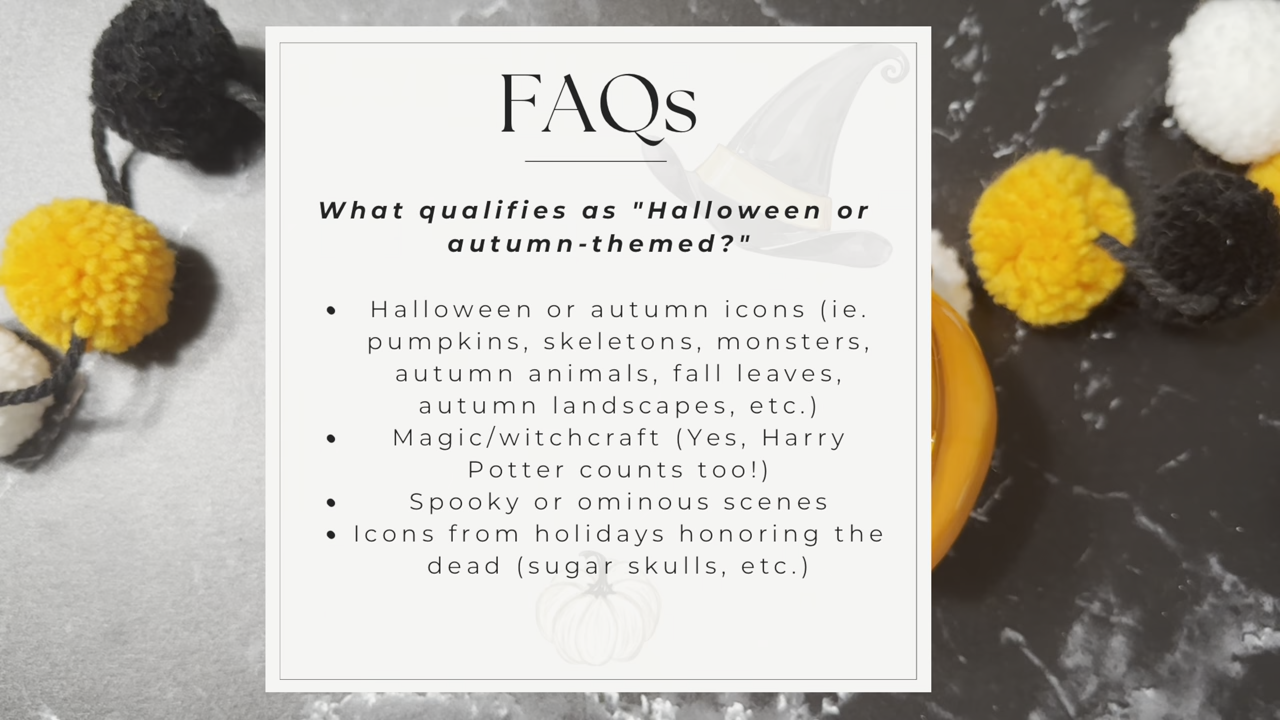 FAQs
What qualifies as "Halloween or
autumn-themed?"
• Halloween or autumn icons (ie.
pumpkins, skeletons, monsters,
autumn animals, fall leaves,
autumn landscapes, etc.)
• Magic/witchcraft (Yes, Harry
Potter counts too!)
• Spooky or ominous scenes
• Icons from holidays honoring the
dead (sugar skulls, etc.)